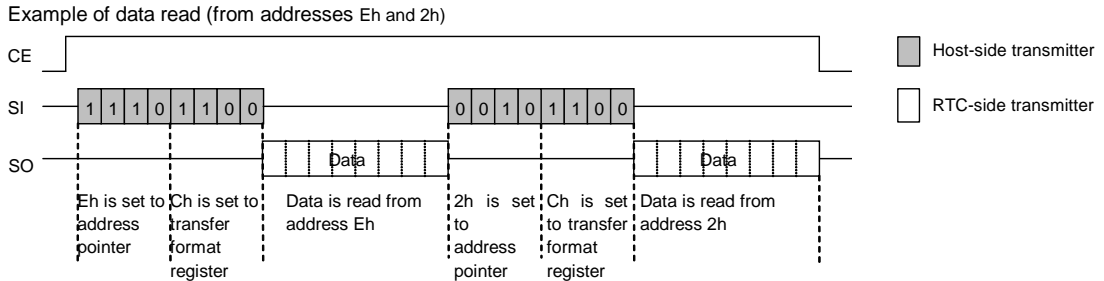 Example of data read (from addresses Eh and 2h)
CE
Host-side transmitter
SI
1 1 1 0 1 1 0 0
0 0 1 0 1 1 0 0
RTC-side transmitter
SO
Data
Data
Eh is set to
address
pointer
Ch is set to
transfer
format
register
Data is read from
address Eh
2h is set
to
address
pointer
Ch is set
to transfer
format
register
Data is read from
address 2h